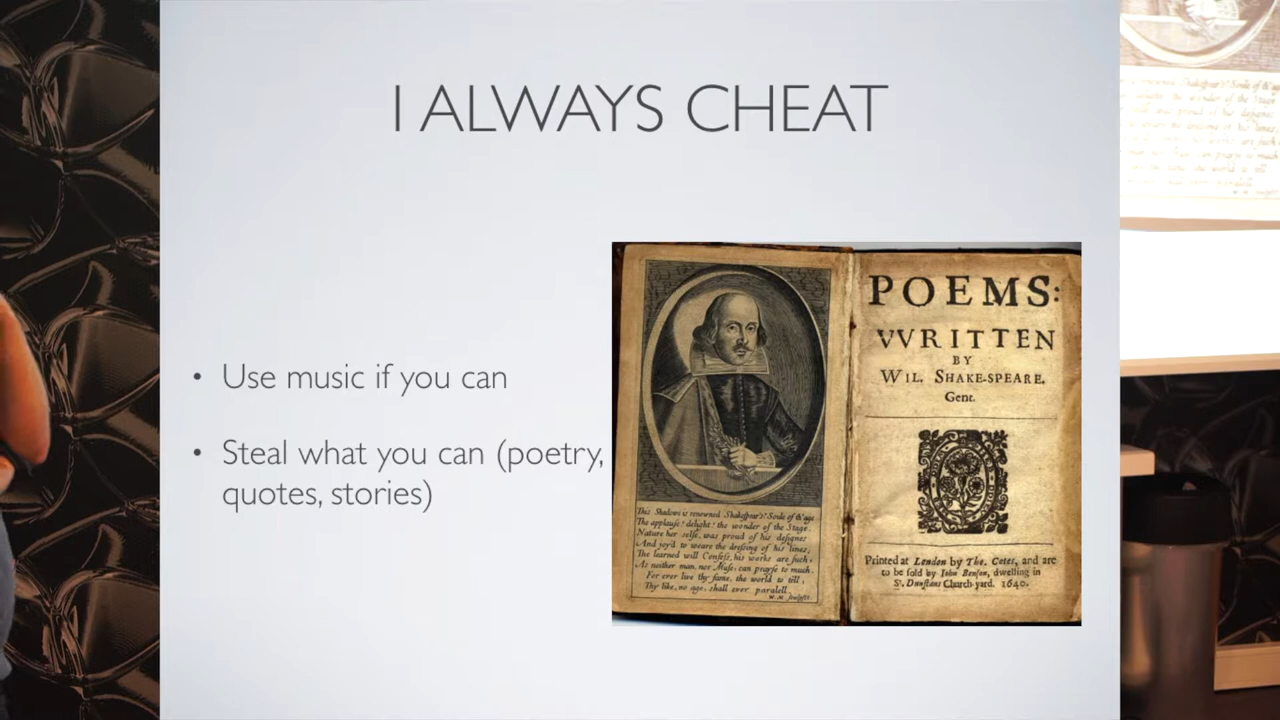 I ALWAYS CHEAT
• Use music if you can
• Steal what you can (poetry,
quotes, stories)
This Shadowe is renowned Shakespear's? Soule of th'age
The applause? delight? the wonder of the Stage.
Nature her selfe, was proud of his designes
And joy'd to weare the dressing of his lines;
The learned will Confess, his works are such,
As neither man, nor Muse, can prayse to much.
For ever live thy fame, the world to tell,
Thy like, no age, shall ever paralell.
W. M. sculpsit.
POEMS:
VVRITTEN
BY
WIL. SHAKE-SPEARE.
Gent.
Printed at London by Tho. Cotes, and are
to be sold by Iohn Benson, dwelling in
St. Dunstans Church-yard. 1640.